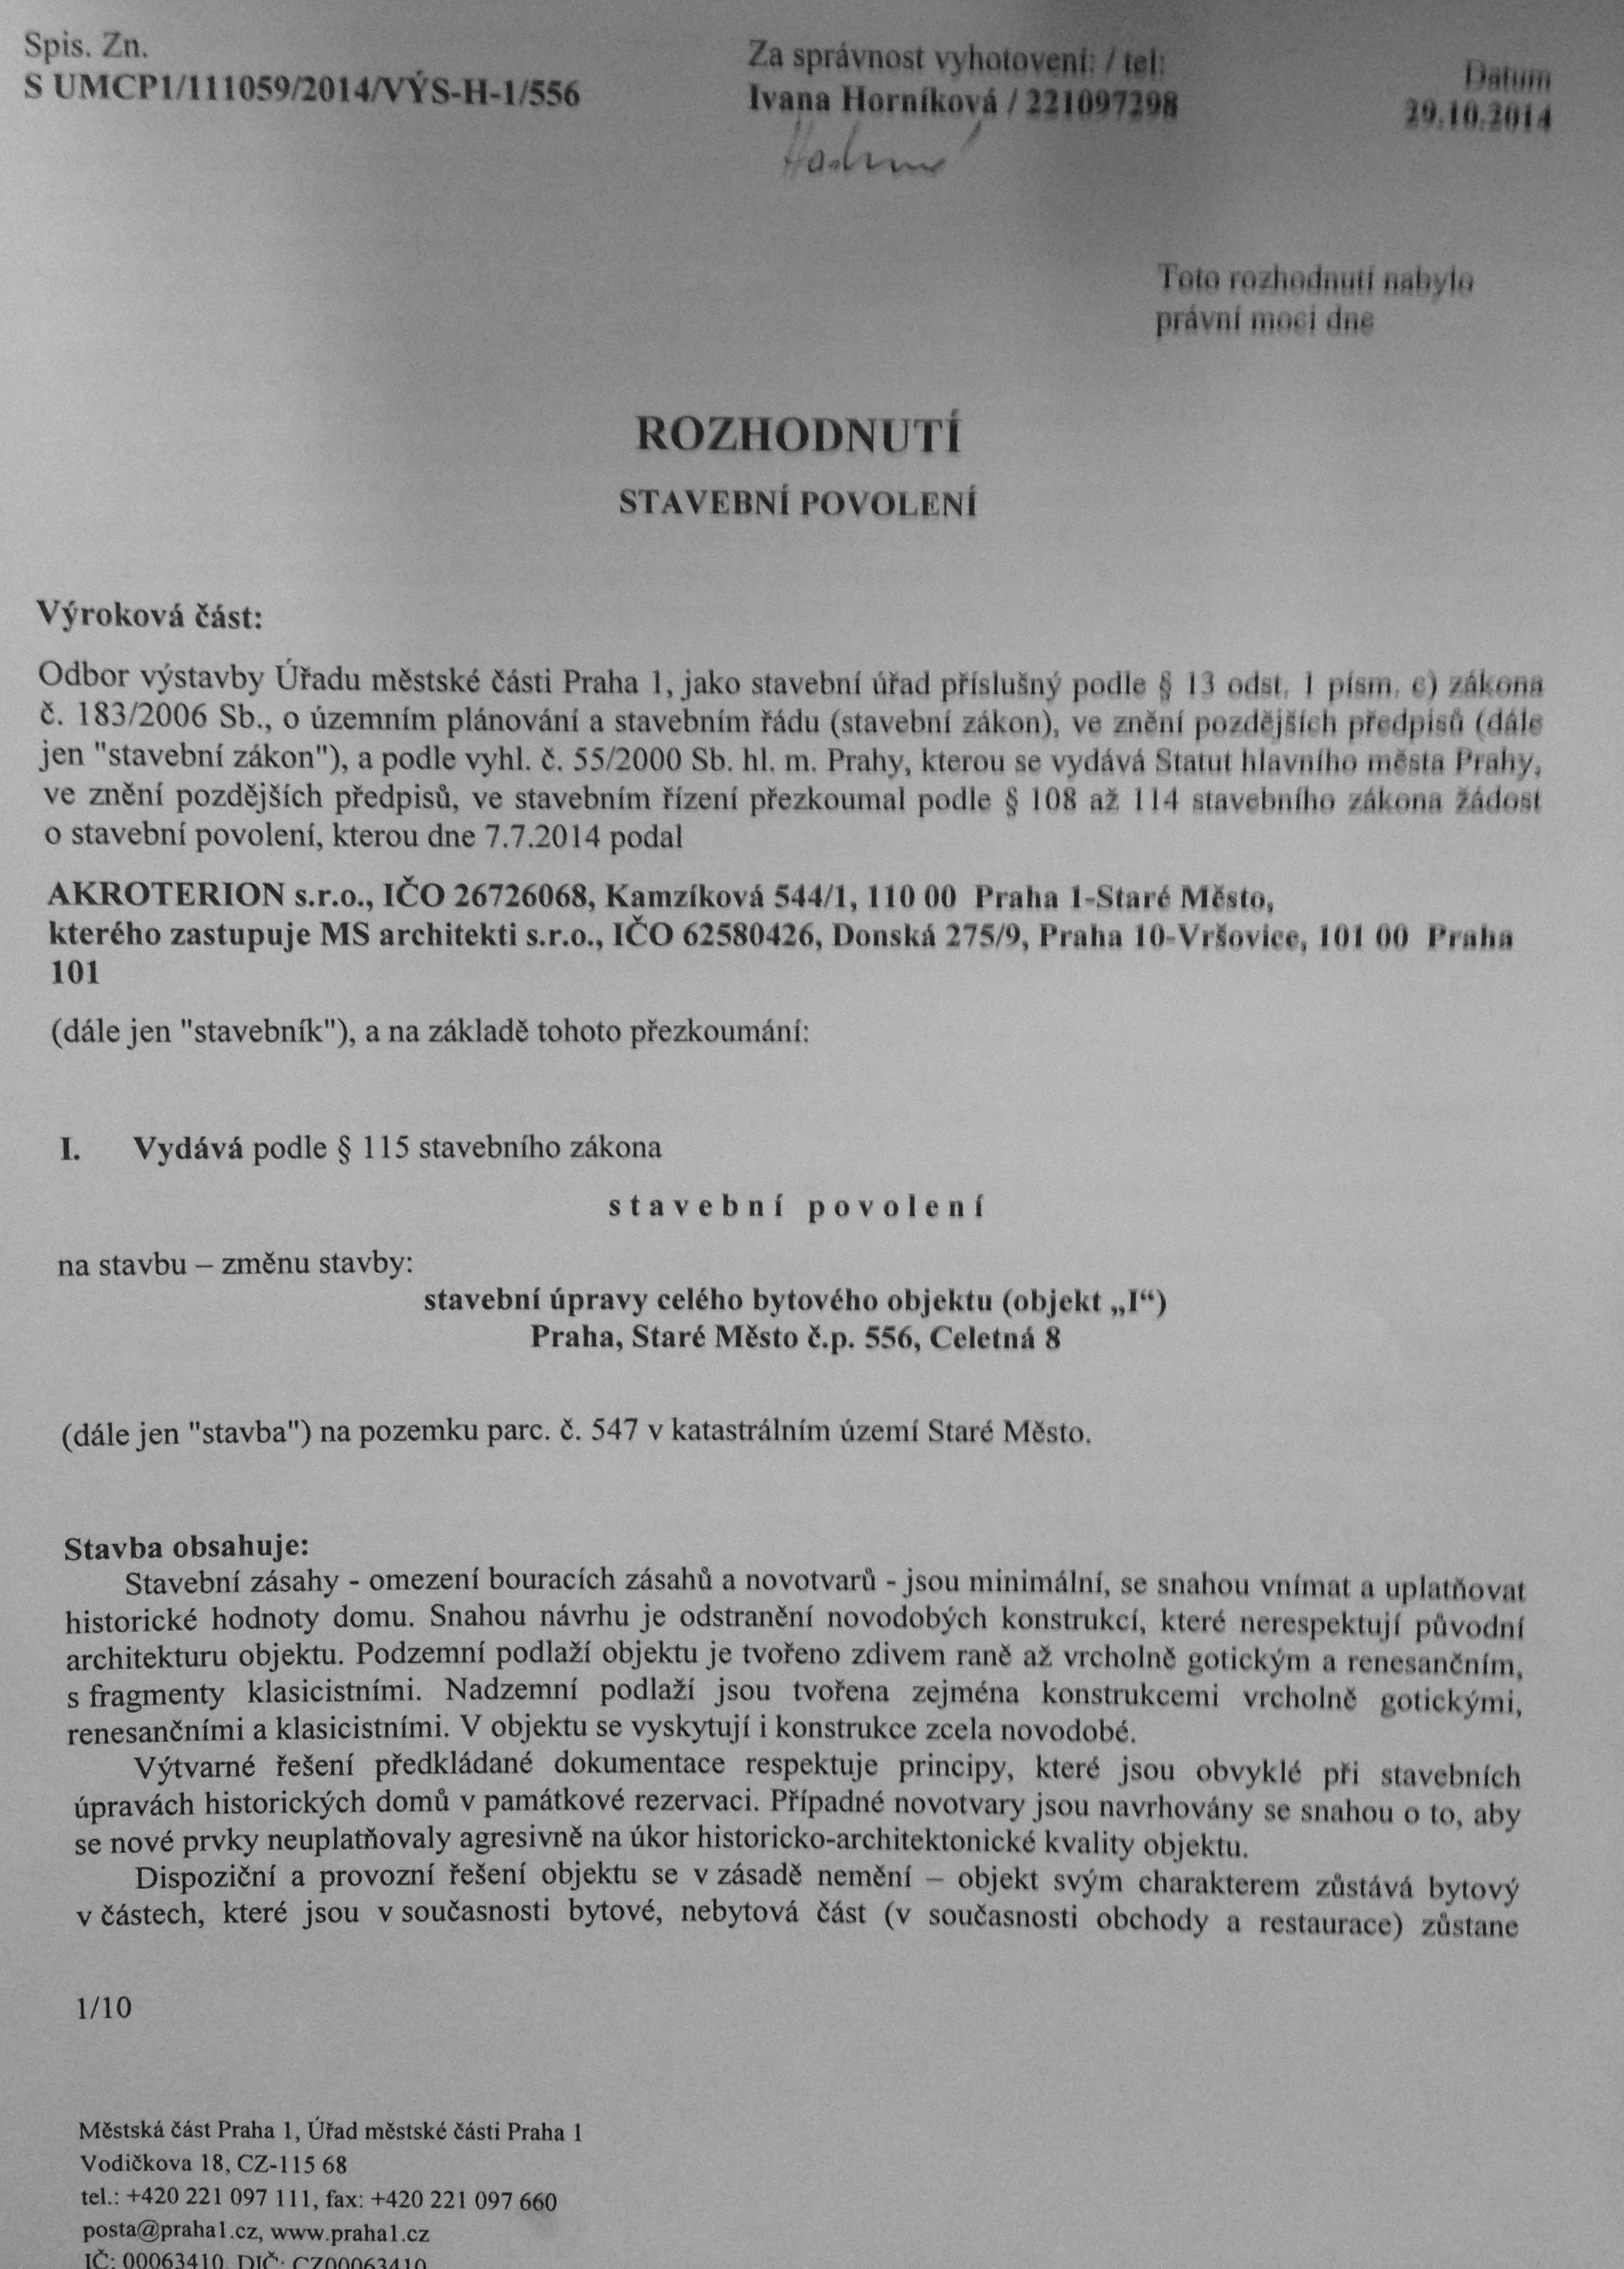 Spis. Zn.
S UMCP1/111059/2014/VÝS-H-1/556
Za správnost vyhotovení: / tel:
Ivana Horníková / 221097298
Datum
29.10.2014
Toto rozhodnutí nabylo
právní moci dne
ROZHODNUTÍ
STAVEBNÍ POVOLENÍ
Výroková část:
Odbor výstavby Úřadu městské části Praha 1, jako stavební úřad příslušný podle § 13 odst. 1 písm. c) zákona
č. 183/2006 Sb., o územním plánování a stavebním řádu (stavební zákon), ve znění pozdějších předpisů (dále
jen "stavební zákon"), a podle vyhl. č. 55/2000 Sb. hl. m. Prahy, kterou se vydává Statut hlavního města Prahy,
ve znění pozdějších předpisů, ve stavebním řízení přezkoumal podle § 108 až 114 stavebního zákona žádost
o stavební povolení, kterou dne 7.7.2014 podal
AKROTERION s.r.o., IČO 26726068, Kamzíková 544/1, 110 00 Praha 1-Staré Město,
kterého zastupuje MS architekti s.r.o., IČO 62580426, Donská 275/9, Praha 10-Vršovice, 101 00 Praha
101
(dále jen "stavebník"), a na základě tohoto přezkoumání:
I. Vydává podle § 115 stavebního zákona
stavební povolení
na stavbu – změnu stavby:
stavební úpravy celého bytového objektu (objekt „I“)
Praha, Staré Město č.p. 556, Celetná 8
(dále jen "stavba") na pozemku parc. č. 547 v katastrálním území Staré Město.
Stavba obsahuje:
Stavební zásahy - omezení bouracích zásahů a novotvarů - jsou minimální, se snahou vnímat a uplatňovat
historické hodnoty domu. Snahou návrhu je odstranění novodobých konstrukcí, které nerespektují původní
architekturu objektu. Podzemní podlaží objektu je tvořeno zdivem raně až vrcholně gotickým a renesančním,
s fragmenty klasicistními. Nadzemní podlaží jsou tvořena zejména konstrukcemi vrcholně gotickými,
renesančními a klasicistními. V objektu se vyskytují i konstrukce zcela novodobé.
Výtvarné řešení předkládané dokumentace respektuje principy, které jsou obvyklé při stavebních
úpravách historických domů v památkové rezervaci. Případné novotvary jsou navrhovány se snahou o to, aby
se nové prvky neuplatňovaly agresivně na úkor historicko-architektonické kvality objektu.
Dispoziční a provozní řešení objektu se v zásadě nemění – objekt svým charakterem zůstává bytový
v částech, které jsou v současnosti bytové, nebytová část (v současnosti obchody a restaurace) zůstane
1/10
Městská část Praha 1, Úřad městské části Praha 1
Vodičkova 18, CZ-115 68
tel.: +420 221 097 111, fax: +420 221 097 660
posta@praha1.cz, www.praha1.cz
IČ: 00063410, DIČ: CZ00063410